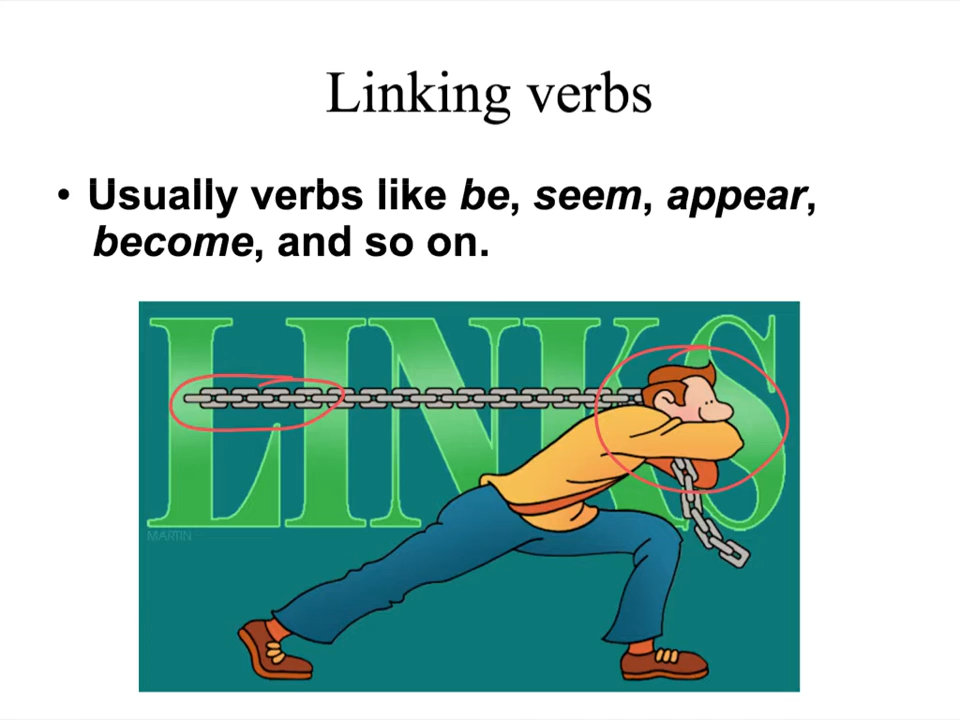 Linking verbs
• Usually verbs like be, seem, appear,
become, and so on.
LINKS
MARTIN